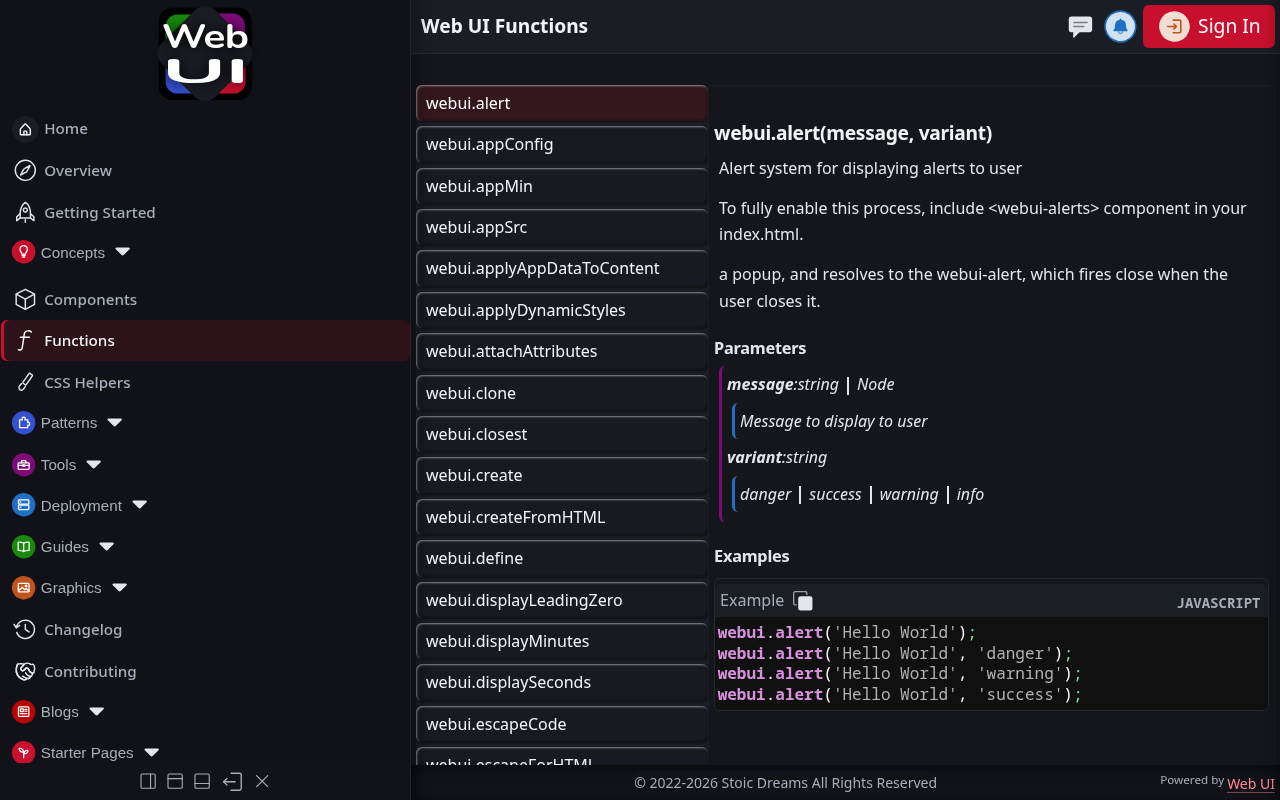 Web
UI
Home
Overview
Getting Started
Concepts
Components
Functions
CSS Helpers
Patterns
Tools
Deployment
Guides
Graphics
Changelog
Contributing
Blogs
Starter Pages
Web UI Functions
Sign In
webui.alert
webui.appConfig
webui.appMin
webui.appSrc
webui.applyAppDataToContent
webui.applyDynamicStyles
webui.attachAttributes
webui.clone
webui.closest
webui.create
webui.createFromHTML
webui.define
webui.displayLeadingZero
webui.displayMinutes
webui.displaySeconds
webui.escapeCode
webui.escapeForHTML
webui.alert(message, variant)
Alert system for displaying alerts to user
To fully enable this process, include <webui-alerts> component in your
index.html.
a popup, and resolves to the webui-alert, which fires close when the
user closes it.
Parameters
message:string | Node
Message to display to user
variant:string
danger | success | warning | info
Examples
Example
JAVASCRIPT
webui.alert('Hello World');
webui.alert('Hello World', 'danger');
webui.alert('Hello World', 'warning');
webui.alert('Hello World', 'success');
© 2022-2026 Stoic Dreams All Rights Reserved
Powered by Web UI